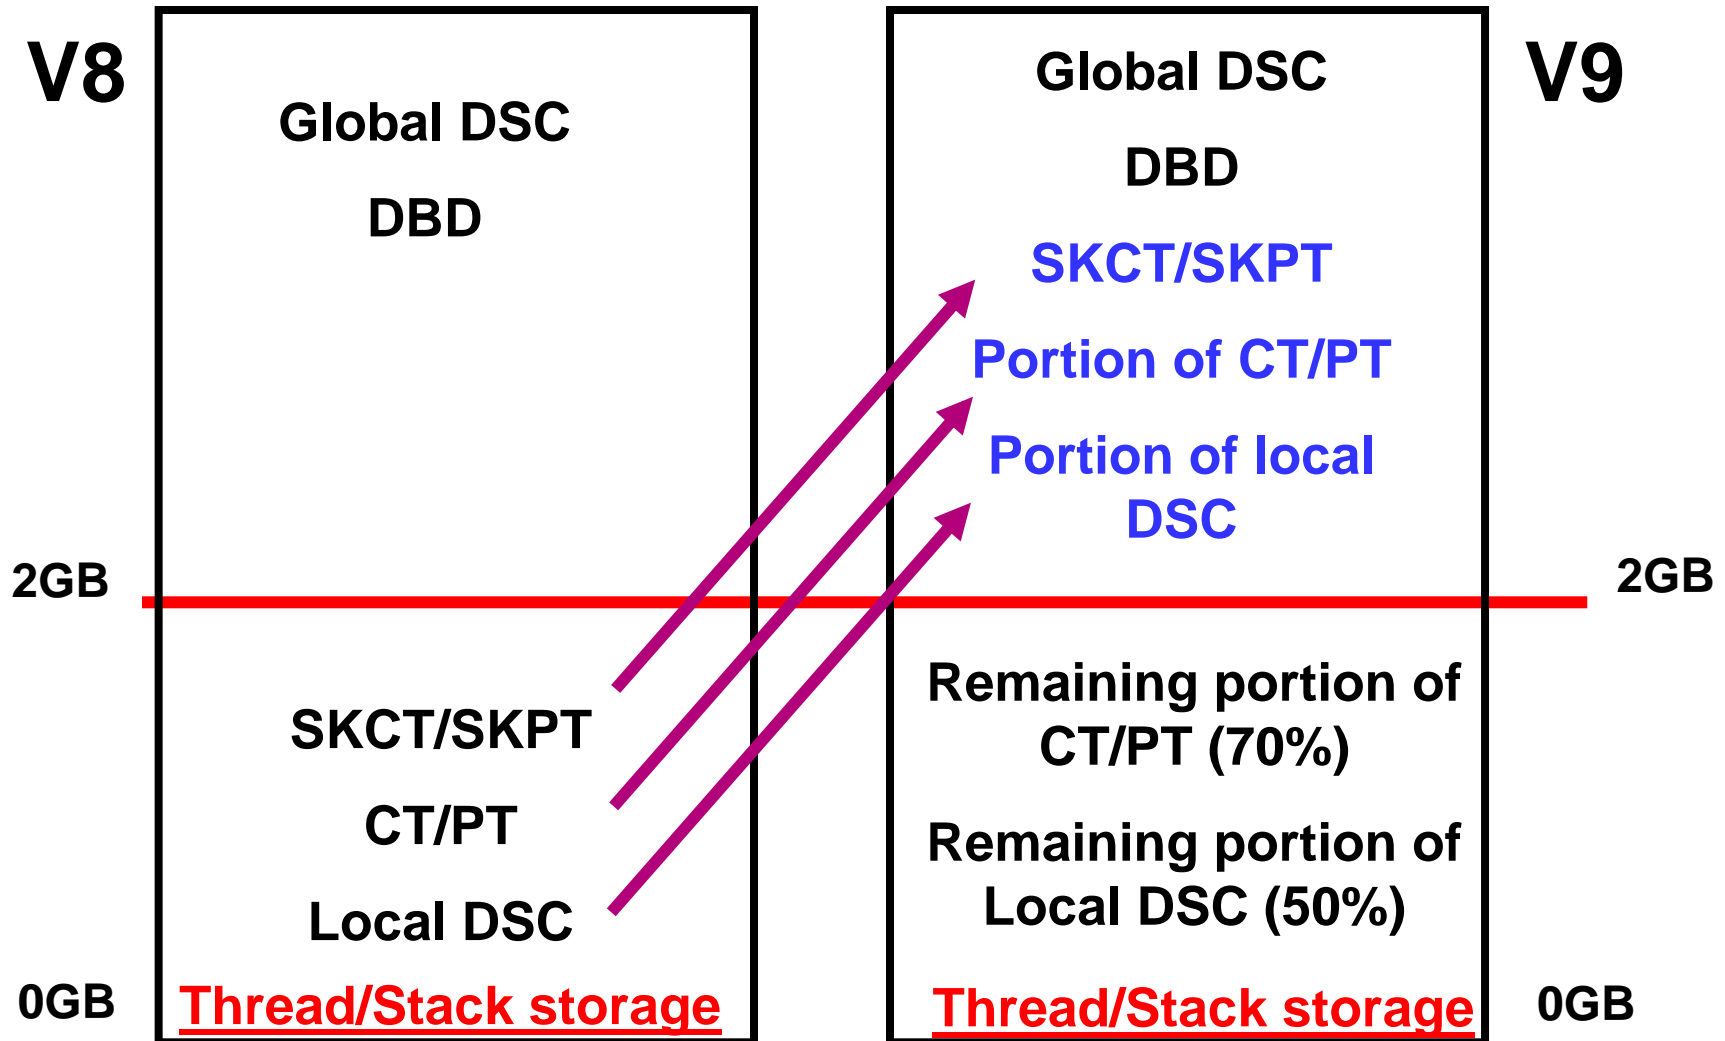 V8
Global DSC
DBD
2GB
SKCT/SKPT
CT/PT
Local DSC
0GB
Thread/Stack storage
V9
Global DSC
DBD
SKCT/SKPT
Portion of CT/PT
Portion of local
DSC
2GB
Remaining portion of
CT/PT (70%)
Remaining portion of
Local DSC (50%)
Thread/Stack storage
0GB